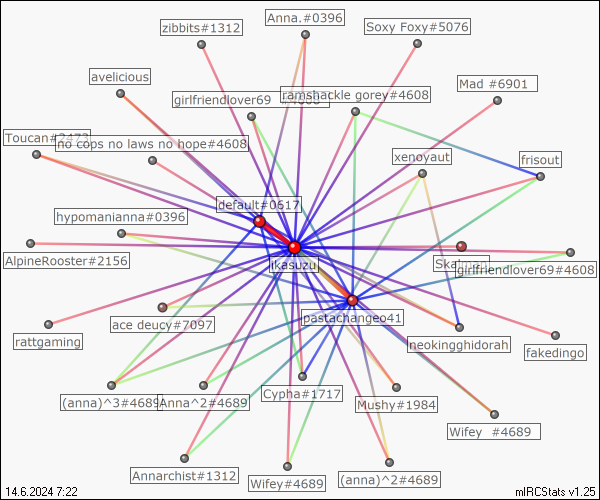 zibbits#1312
Anna.#0396
Soxy Foxy#5076
avelicious
girlfriendlover69
ramshackle gorey#4608
Mad #6901
Toucan#2473
no cops no laws no hope#4608
xenoyaut
frisout
default#0617
hypomanianna#0396
AlpineRooster#2156
ikasuzu
girlfriendlover69#4608
pastachangeo41
ace deucy#7097
rattgaming
neokingghidorah
fakedingo
(anna)^3#4689
Anna^2#4689
Cypha#1717
Mushy#1984
Wifey #4689
Annarchist#1312
Wifey#4689
(anna)^2#4689
14.6.2024 7:22
mIRCStats v1.25